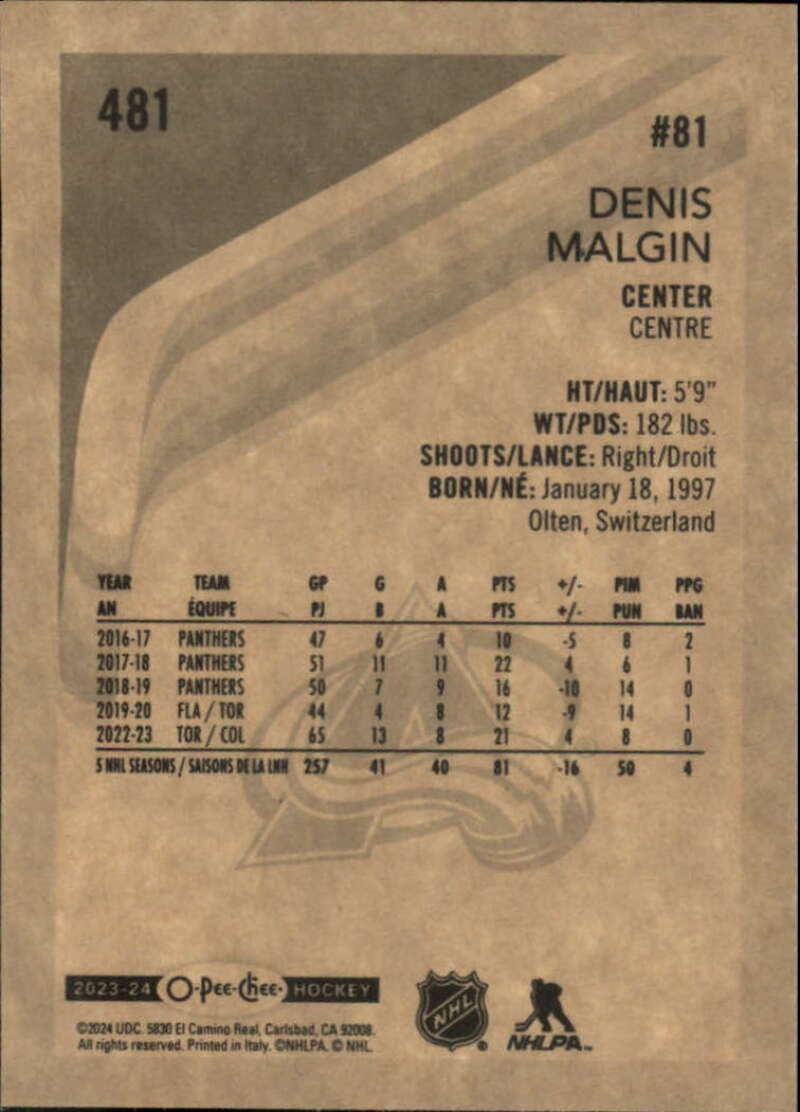 481
#81
DENIS
MALGIN
CENTER
CENTRE
HT/HAUT: 5'9"
WT/PDS: 182 lbs.
SHOOTS/LANCE: Right/Droit
BORN/NÉ: January 18, 1997
Olten, Switzerland
YEAR TEAM GP G A PTS +/- PIM PPG
AN ÉQUIPE PJ B A PTS +/- PUN BAN
2016-17 PANTHERS 47 6 4 10 -5 8 2
2017-18 PANTHERS 51 11 11 22 4 6 1
2018-19 PANTHERS 50 7 9 16 -10 14 0
2019-20 FLA / TOR 44 4 8 12 -9 14 1
2022-23 TOR / COL 65 13 8 21 4 8 0
5 NHL SEASONS / SAISONS DE LA LNH 257 41 40 81 -16 50 4
2023-24 O-Pee-Chee HOCKEY
NHL
NHLPA
©2024 UDC. 5830 El Camino Real, Carlsbad, CA 92008.
All rights reserved. Printed in Italy. ©NHLPA. © NHL.